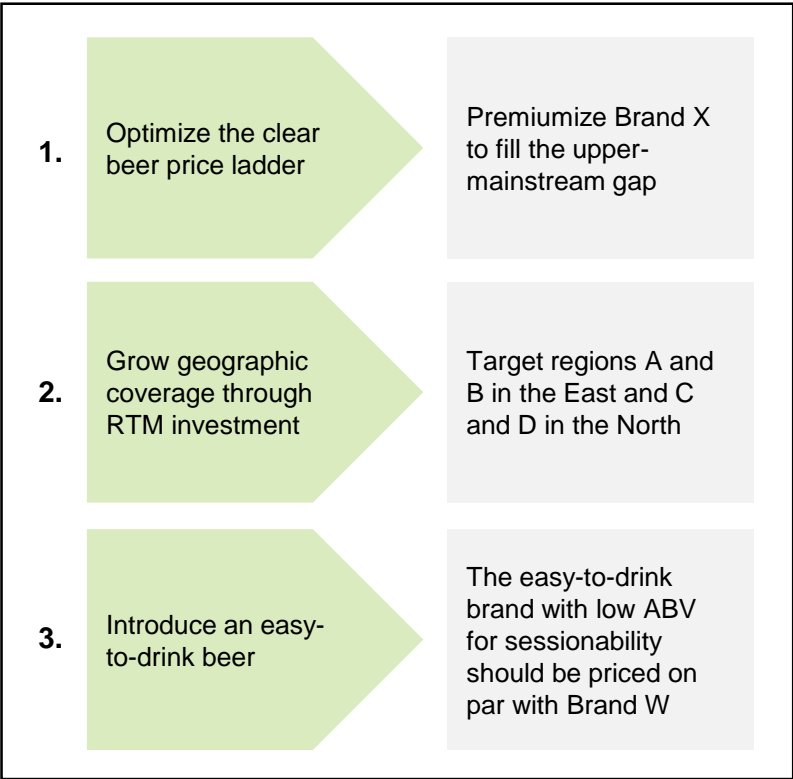 1.
Optimize the clear
beer price ladder
Premiumize Brand X
to fill the upper-
mainstream gap
2.
Grow geographic
coverage through
RTM investment
Target regions A and
B in the East and C
and D in the North
3.
Introduce an easy-
to-drink beer
The easy-to-drink
brand with low ABV
for sessionability
should be priced on
par with Brand W